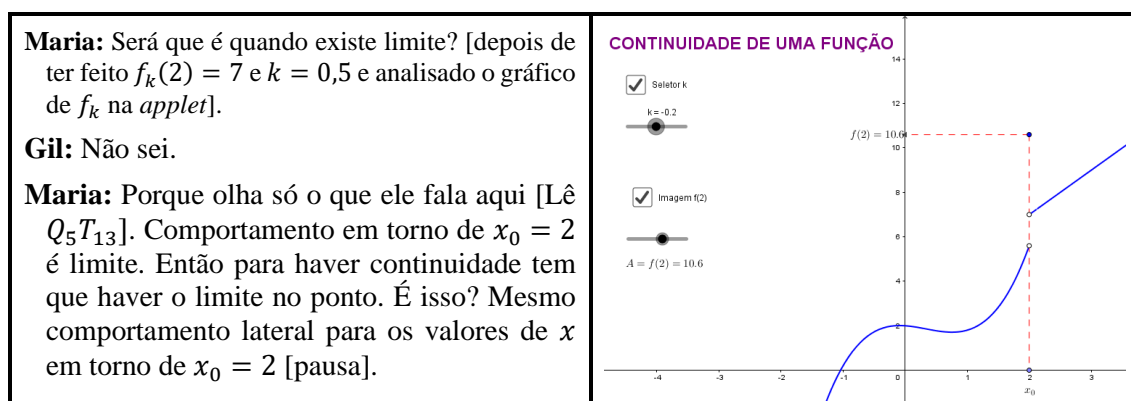 Maria: Será que é quando existe limite? [depois de
ter feito f_k(2) = 7 e k = 0,5 e analisado o gráfico
de f_k na applet].
Gil: Não sei.
Maria: Porque olha só o que ele fala aqui [Lê
Q_5T_13]. Comportamento em torno de x_0 = 2
é limite. Então para haver continuidade tem
que haver o limite no ponto. É isso? Mesmo
comportamento lateral para os valores de x
em torno de x_0 = 2 [pausa].
CONTINUIDADE DE UMA FUNÇÃO
Seletor k
k = -0.2
Imagem f(2)
A = f(2) = 10.6
14
12
f(2) = 10.6
10
8
6
4
2
-4 -3 -2 -1 0 1 2 3
x_0